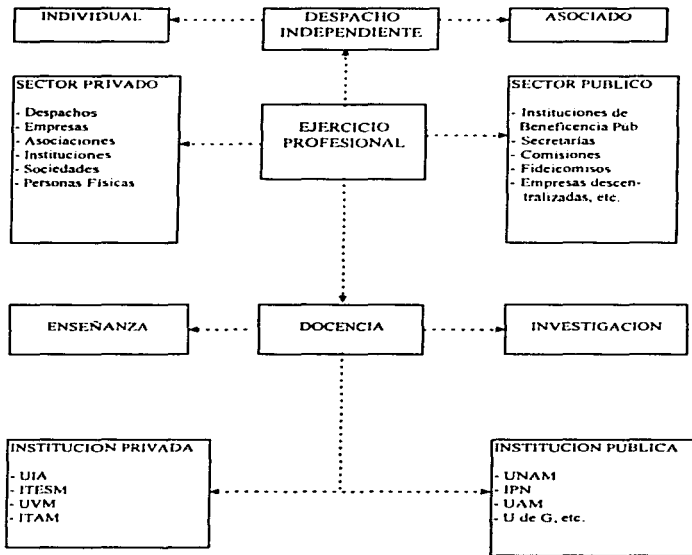 INDIVIDUAL
DESPACHO
INDEPENDIENTE
ASOCIADO
SECTOR PRIVADO
- Despachos
- Empresas
- Asociaciones
- Instituciones
- Sociedades
- Personas Físicas
EJERCICIO
PROFESIONAL
SECTOR PUBLICO
- Instituciones de
Beneficencia Púb
- Secretarías
- Comisiones
- Fideicomisos
- Empresas descen-
tralizadas, etc.
ENSEÑANZA
DOCENCIA
INVESTIGACION
INSTITUCION PRIVADA
- UIA
- ITESM
- UVM
- ITAM
INSTITUCION PUBLICA
- UNAM
- IPN
- UAM
- U de G, etc.